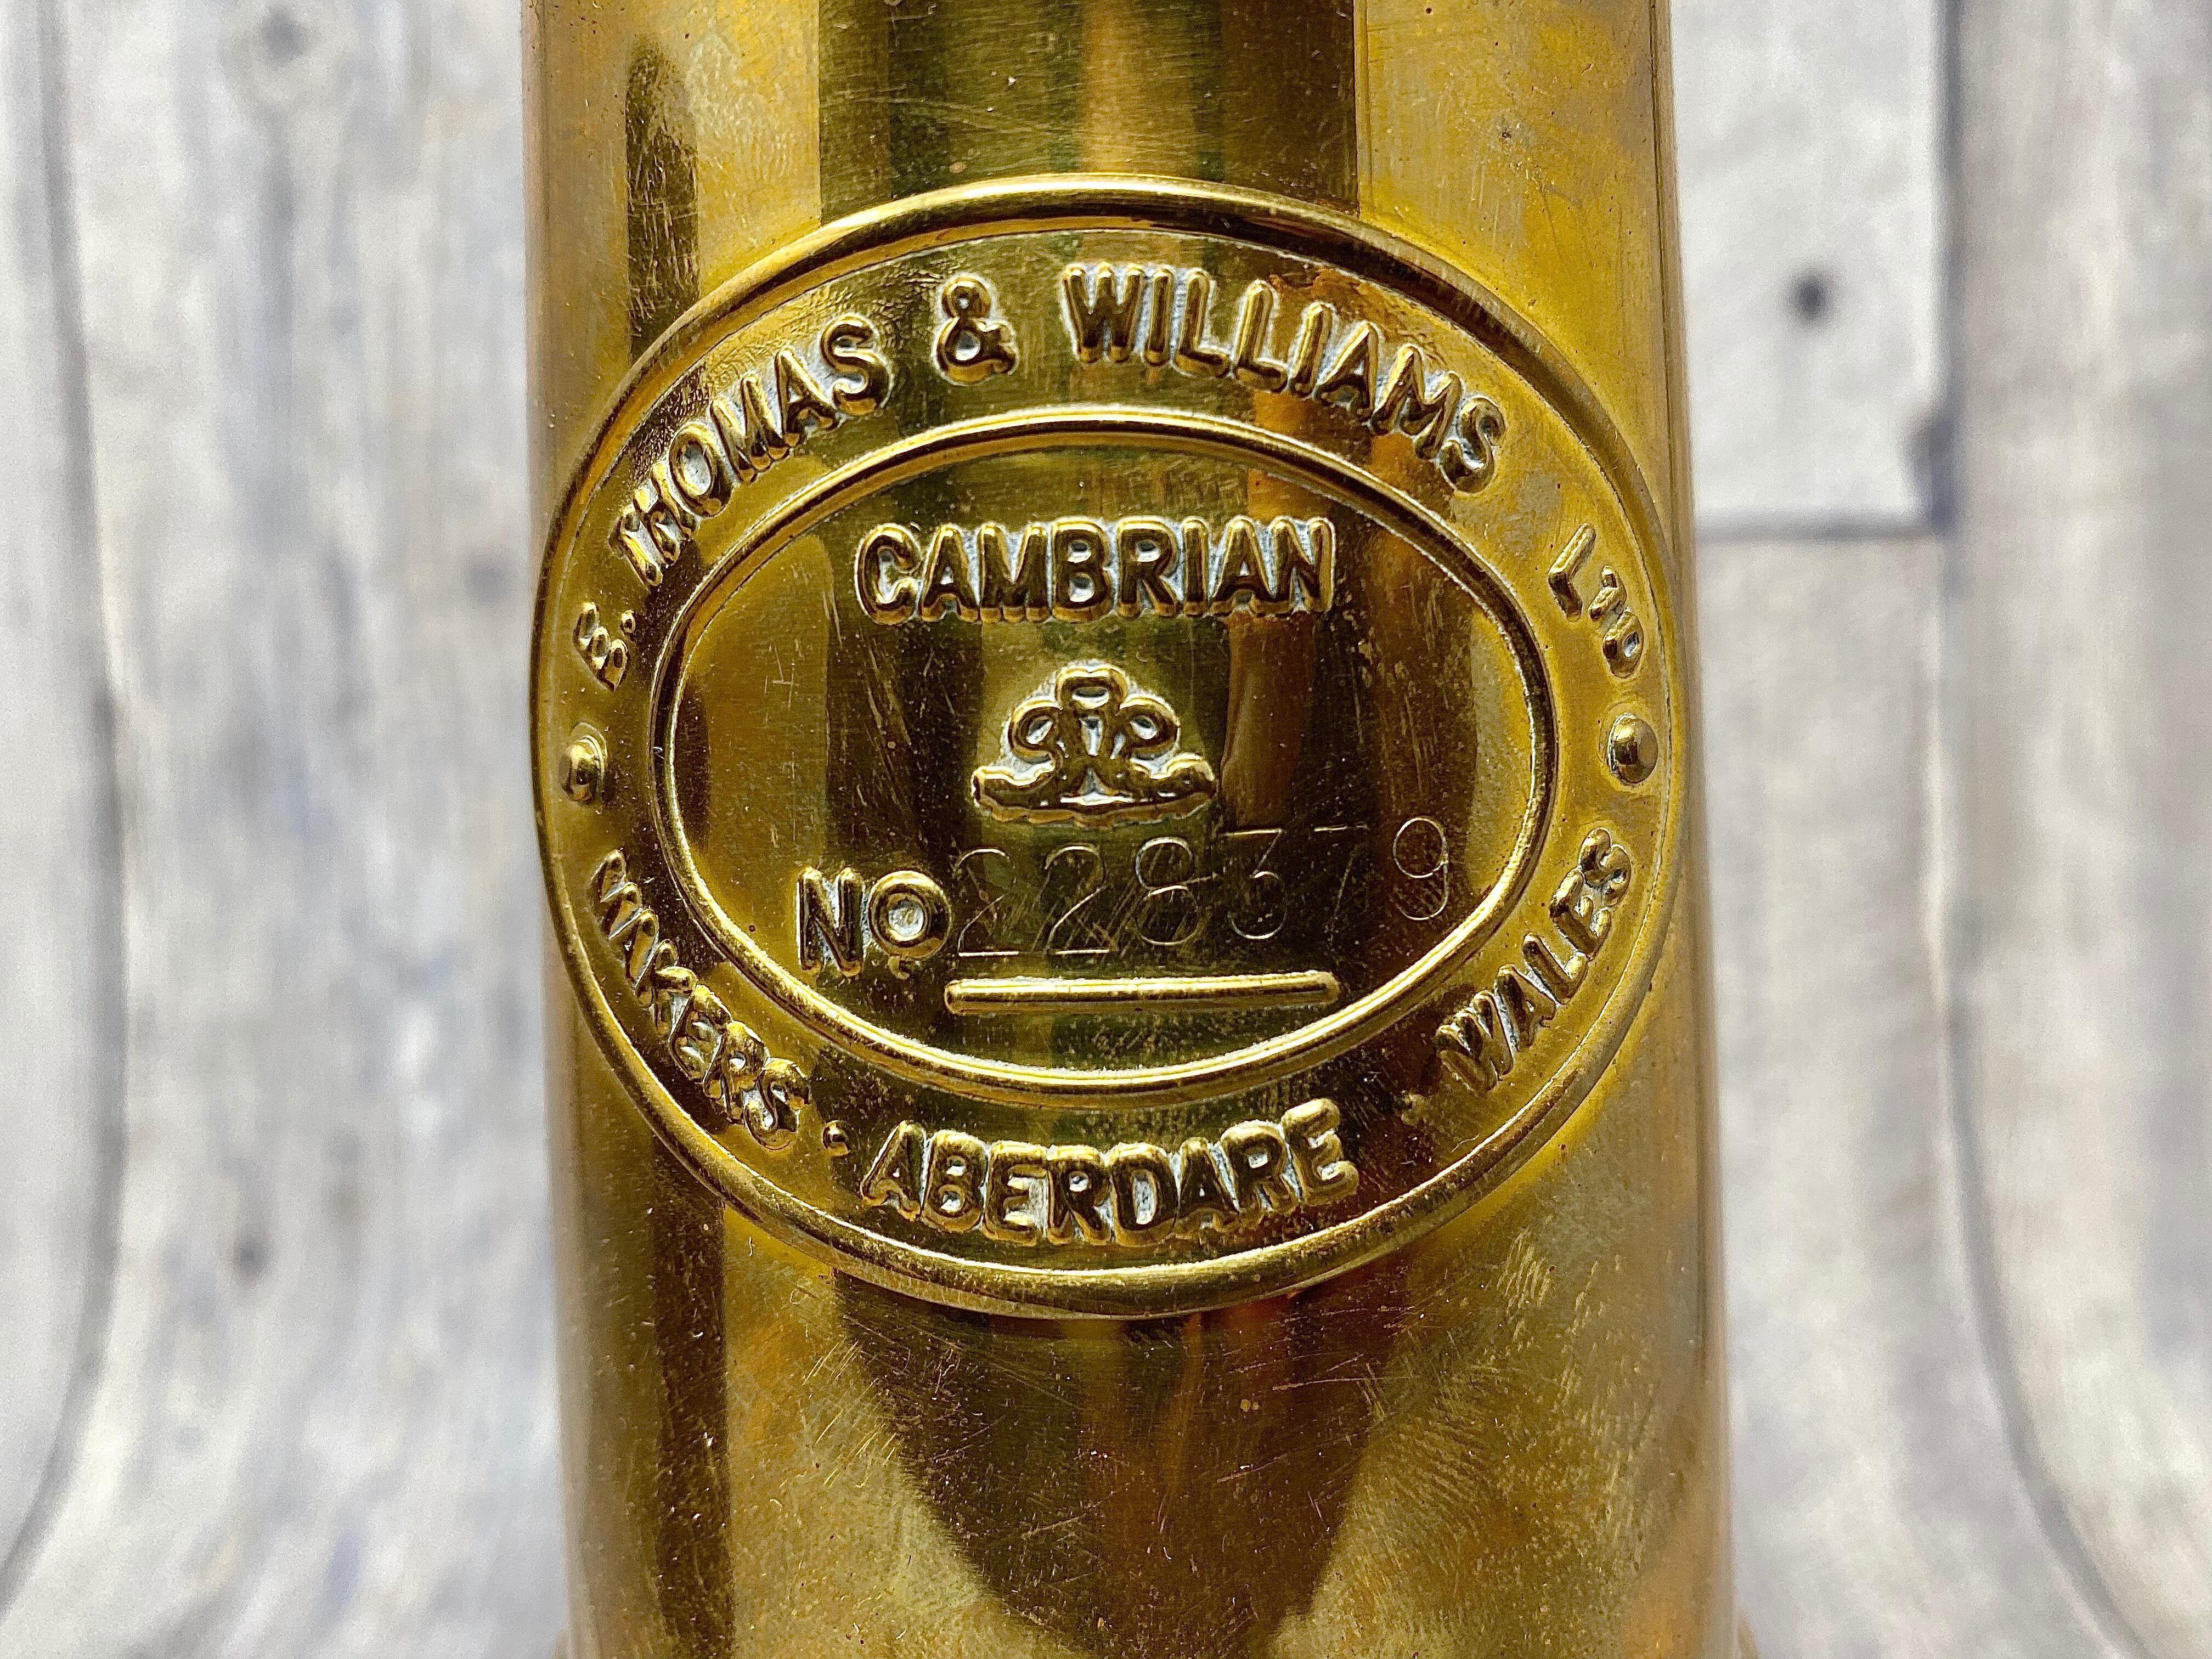 E. THOMAS & WILLIAMS LTD
CAMBRIAN
NO 228379
MAKERS · ABERDARE · WALES